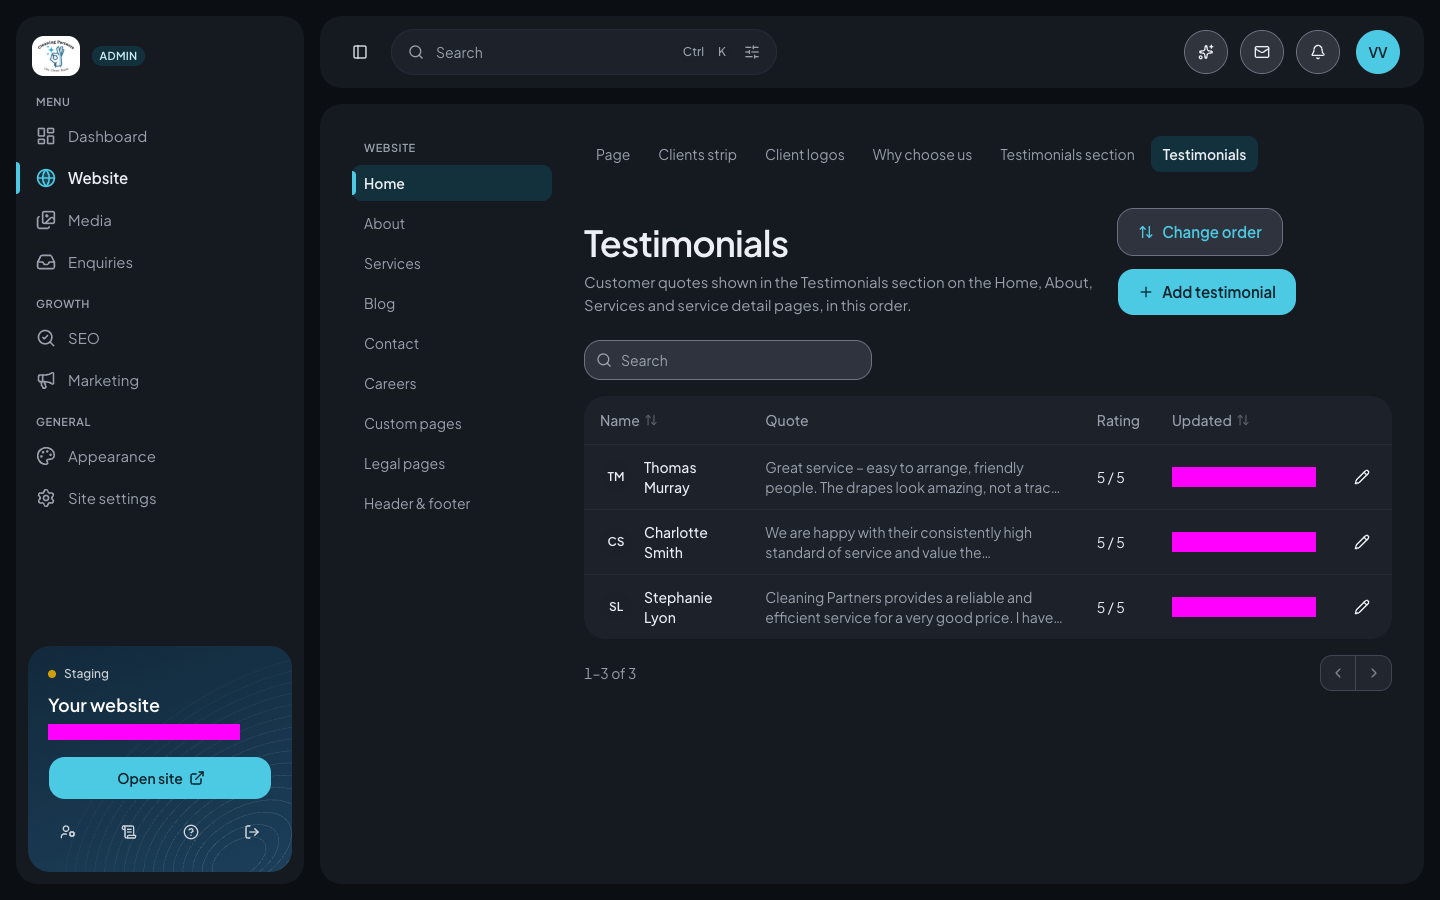 Cleaning Partners
ADMIN
Search
Ctrl K
VV
MENU
Dashboard
Website
Media
Enquiries
GROWTH
SEO
Marketing
GENERAL
Appearance
Site settings
Staging
Your website
Open site
WEBSITE
Home
About
Services
Blog
Contact
Careers
Custom pages
Legal pages
Header & footer
Page Clients strip Client logos Why choose us Testimonials section Testimonials
Testimonials
Customer quotes shown in the Testimonials section on the Home, About,
Services and service detail pages, in this order.
Change order
Add testimonial
Search
Name Quote Rating Updated
TM Thomas
Murray
Great service – easy to arrange, friendly
people. The drapes look amazing, not a trac...
5 / 5
CS Charlotte
Smith
We are happy with their consistently high
standard of service and value the...
5 / 5
SL Stephanie
Lyon
Cleaning Partners provides a reliable and
efficient service for a very good price. I have...
5 / 5
1–3 of 3